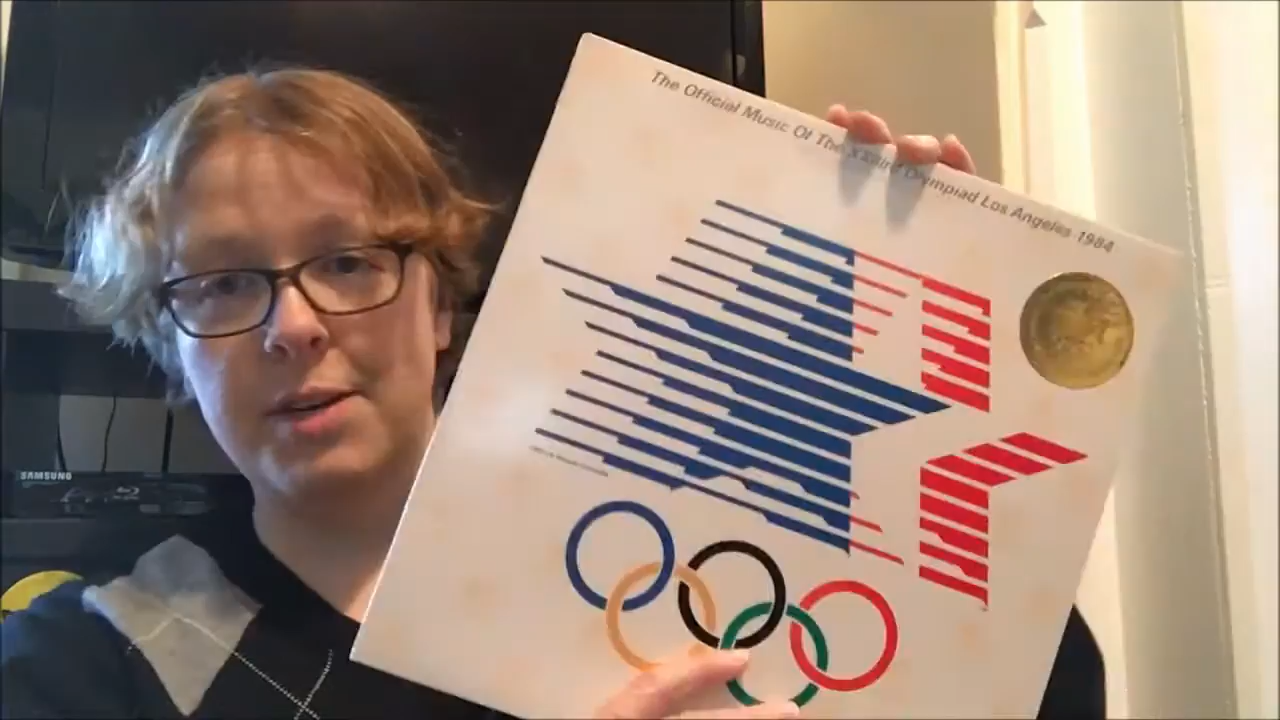 The Official Music Of The XXIIIrd Olympiad Los Angeles 1984
SAMSUNG